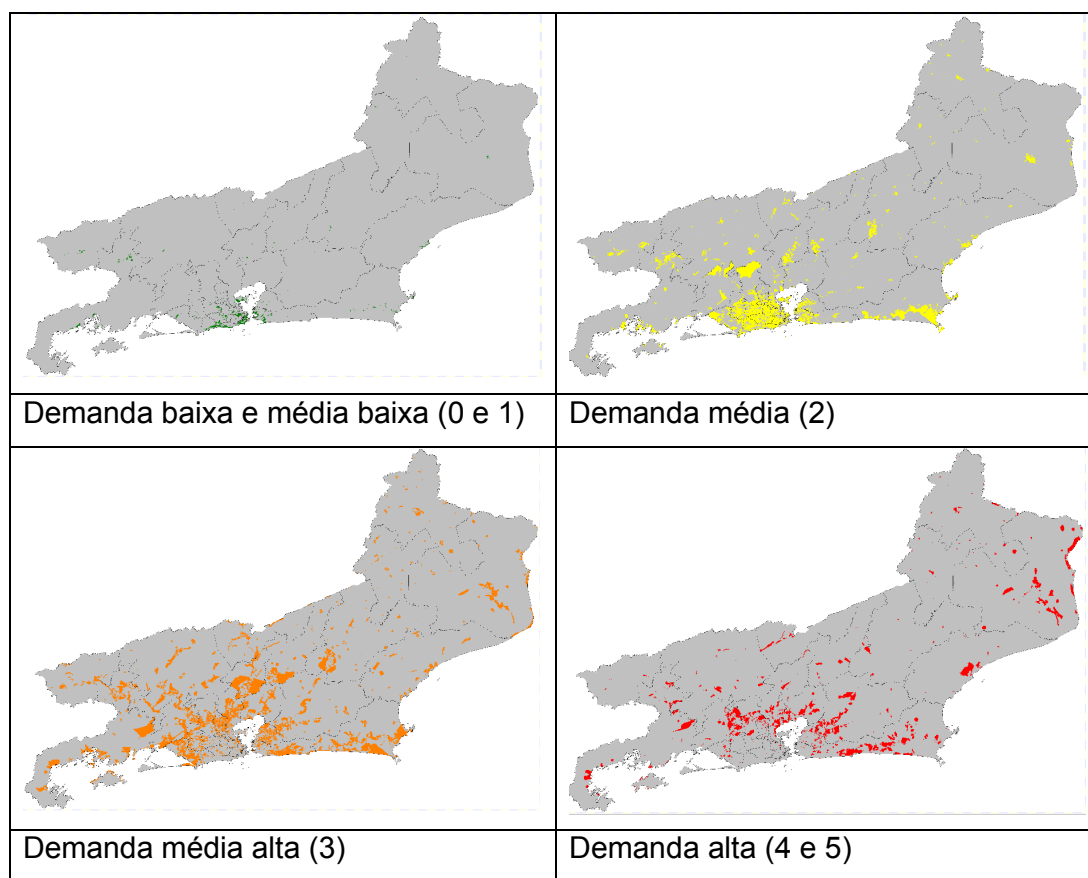 Demanda baixa e média baixa (0 e 1)
Demanda média (2)
Demanda média alta (3)
Demanda alta (4 e 5)